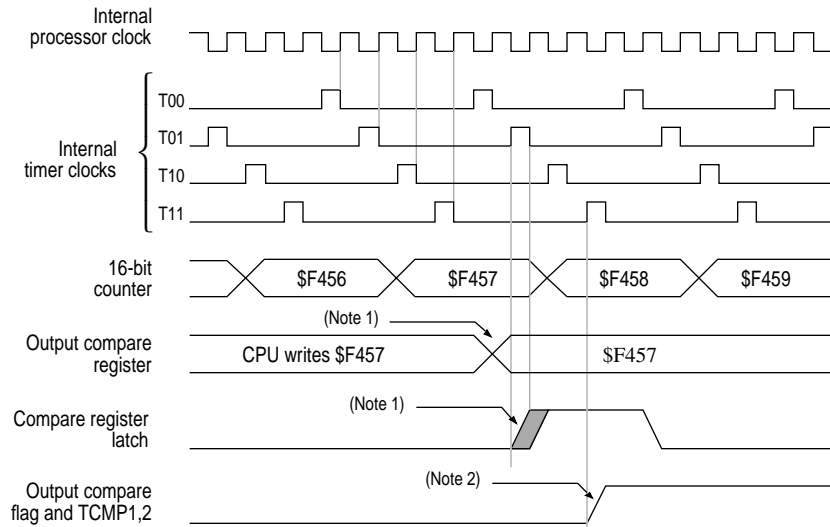 Internal
processor clock
T00
T01
Internal
timer clocks
T10
T11
16-bit
counter
$F456
$F457
$F458
$F459
(Note 1)
Output compare
register
CPU writes $F457
$F457
(Note 1)
Compare register
latch
(Note 2)
Output compare
flag and TCMP1,2